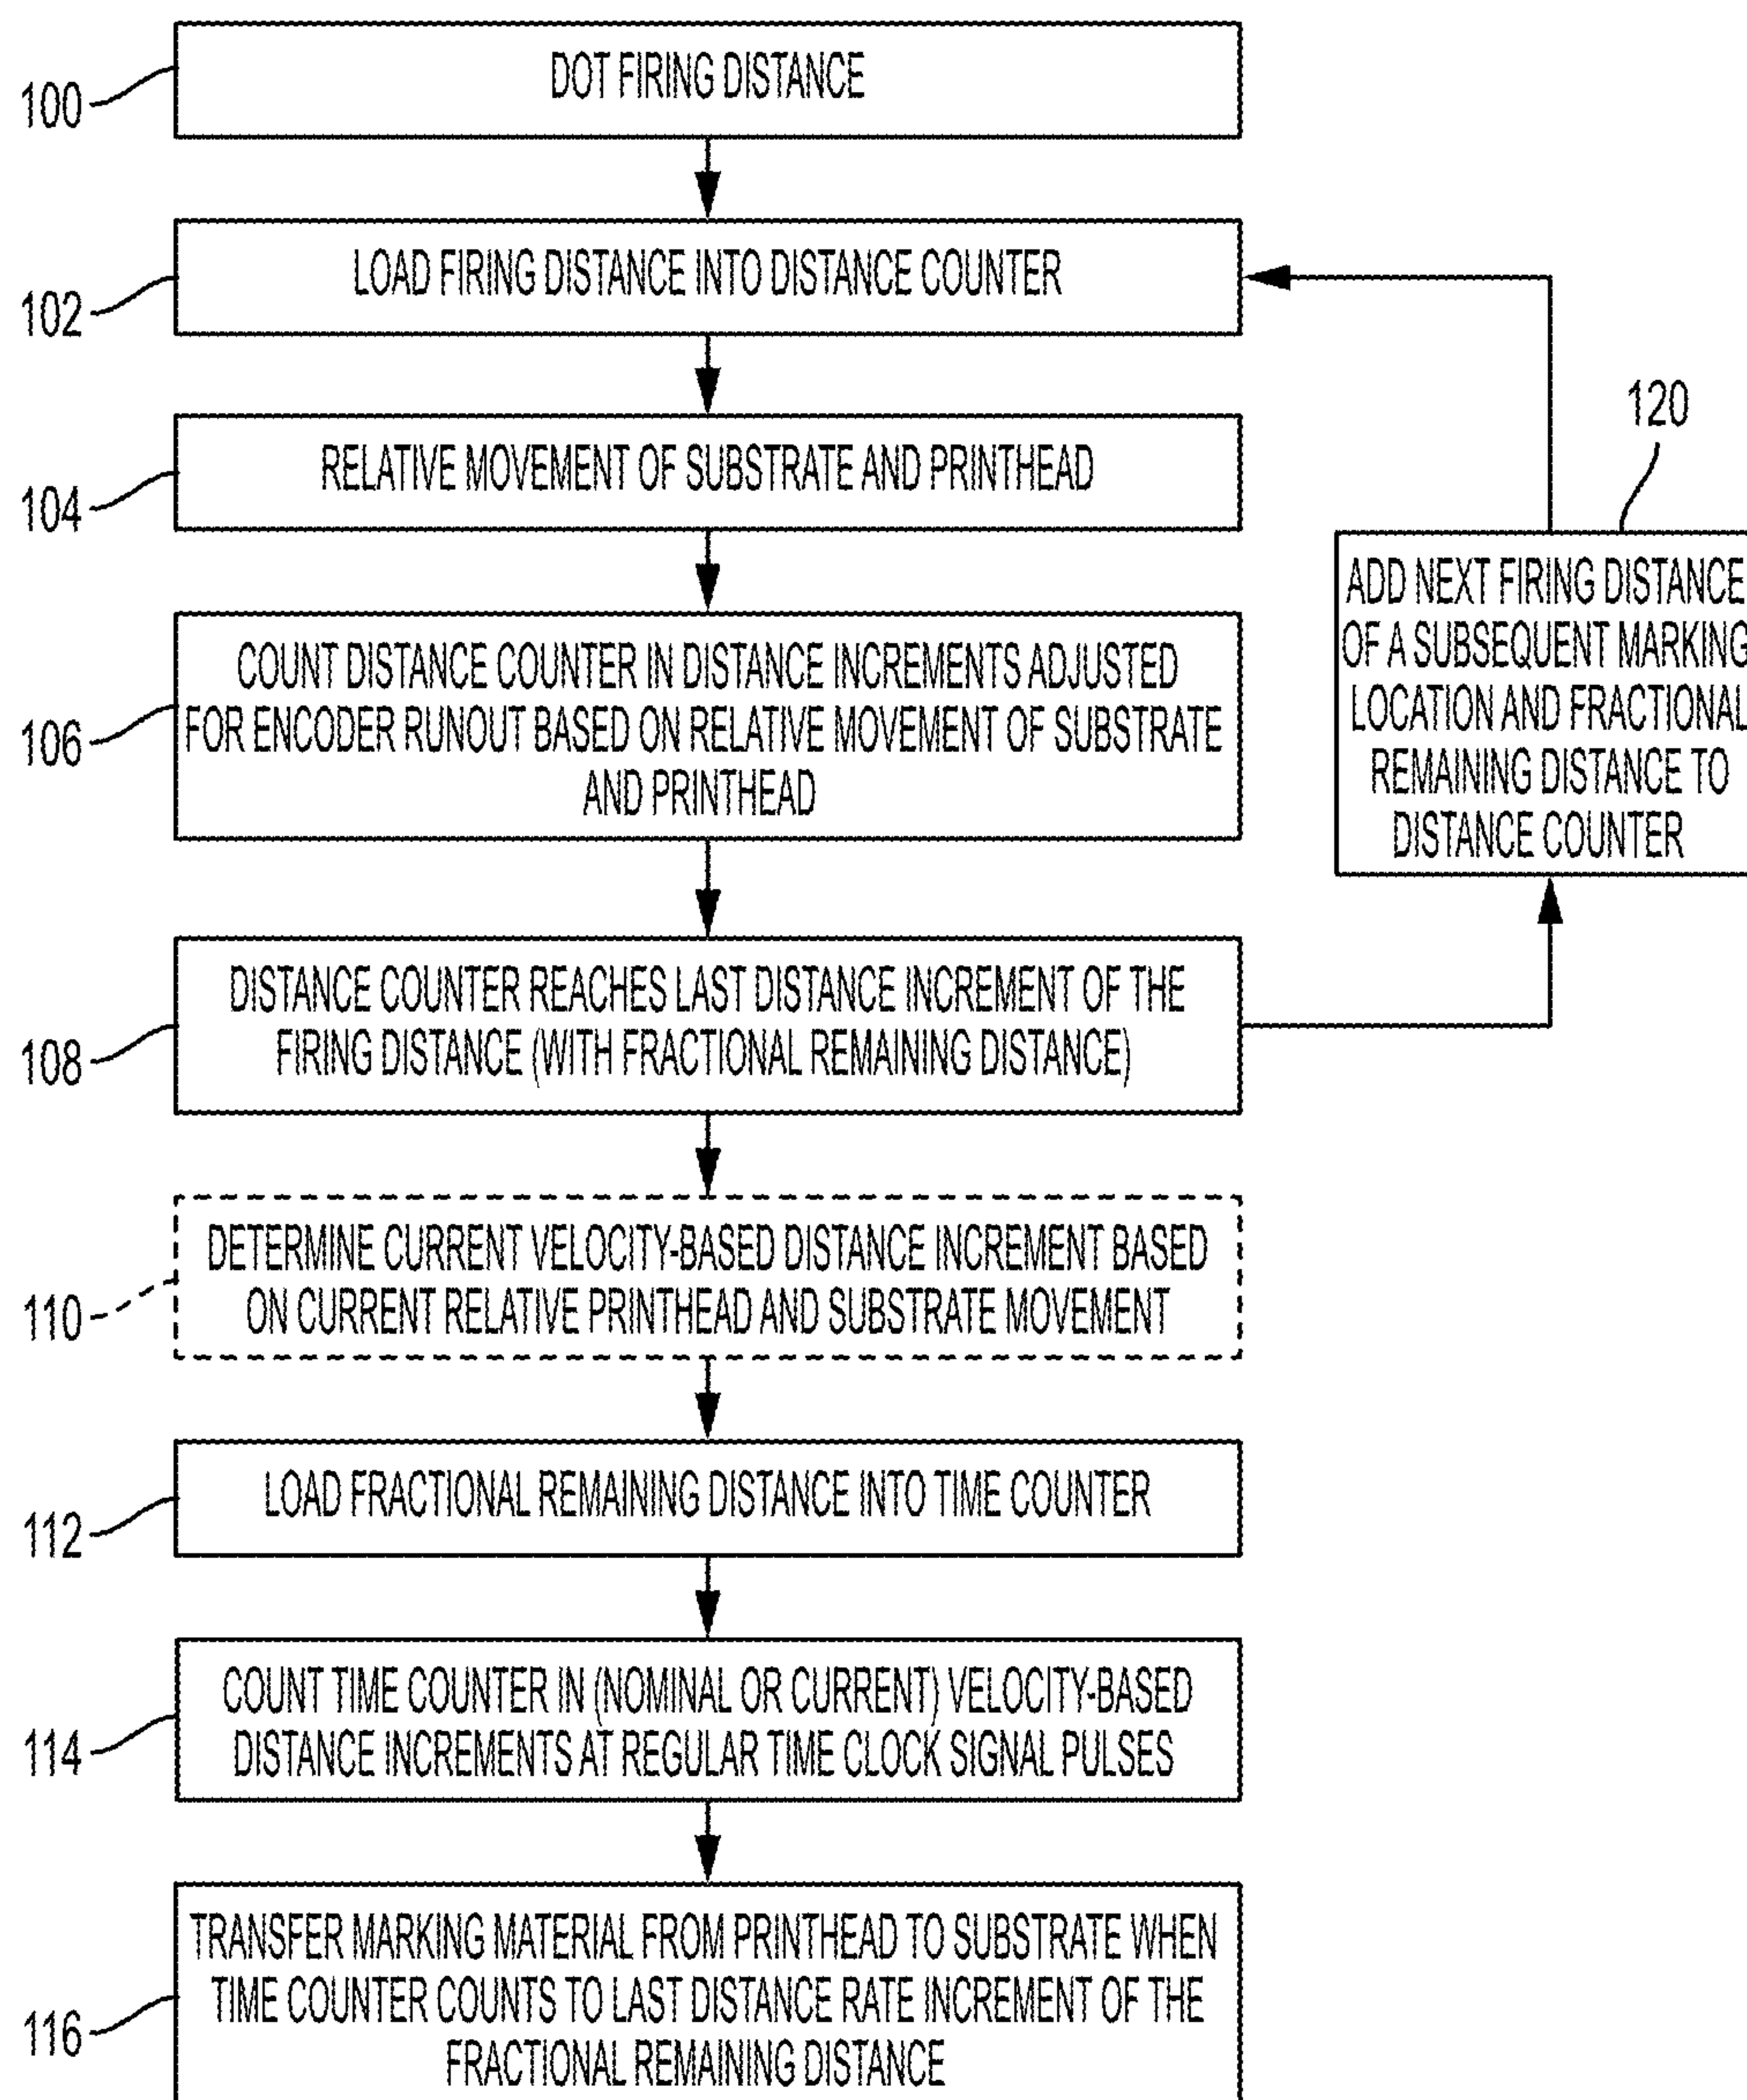 100
DOT FIRING DISTANCE
102
LOAD FIRING DISTANCE INTO DISTANCE COUNTER
104
RELATIVE MOVEMENT OF SUBSTRATE AND PRINTHEAD
106
COUNT DISTANCE COUNTER IN DISTANCE INCREMENTS ADJUSTED
FOR ENCODER RUNOUT BASED ON RELATIVE MOVEMENT OF SUBSTRATE
AND PRINTHEAD
108
DISTANCE COUNTER REACHES LAST DISTANCE INCREMENT OF THE
FIRING DISTANCE (WITH FRACTIONAL REMAINING DISTANCE)
120
ADD NEXT FIRING DISTANCE
OF A SUBSEQUENT MARKING
LOCATION AND FRACTIONAL
REMAINING DISTANCE TO
DISTANCE COUNTER
110
DETERMINE CURRENT VELOCITY-BASED DISTANCE INCREMENT BASED
ON CURRENT RELATIVE PRINTHEAD AND SUBSTRATE MOVEMENT
112
LOAD FRACTIONAL REMAINING DISTANCE INTO TIME COUNTER
114
COUNT TIME COUNTER IN (NOMINAL OR CURRENT) VELOCITY-BASED
DISTANCE INCREMENTS AT REGULAR TIME CLOCK SIGNAL PULSES
116
TRANSFER MARKING MATERIAL FROM PRINTHEAD TO SUBSTRATE WHEN
TIME COUNTER COUNTS TO LAST DISTANCE RATE INCREMENT OF THE
FRACTIONAL REMAINING DISTANCE